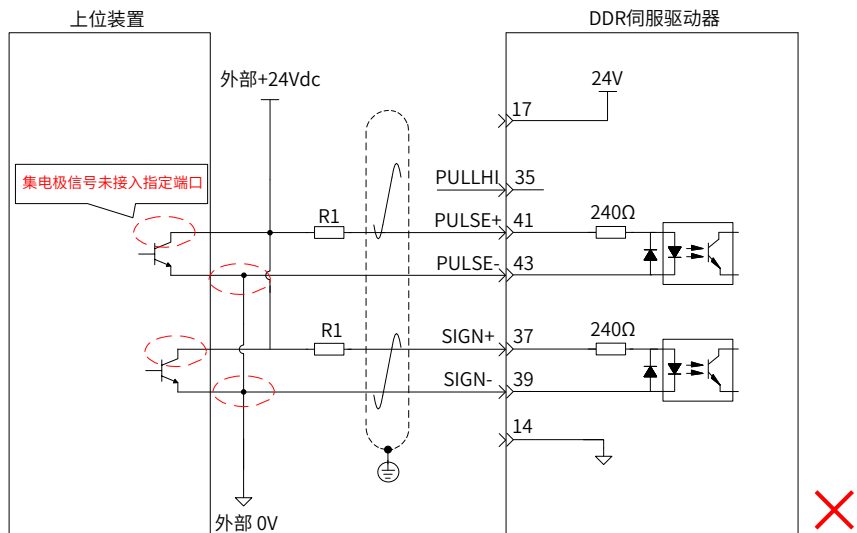 上位装置
DDR伺服驱动器
外部+24Vdc
24V
17
集电极信号未接入指定端口
PULLHI
35
R1
PULSE+
41
240Ω
PULSE-
43
R1
SIGN+
37
240Ω
SIGN-
39
14
外部 0V